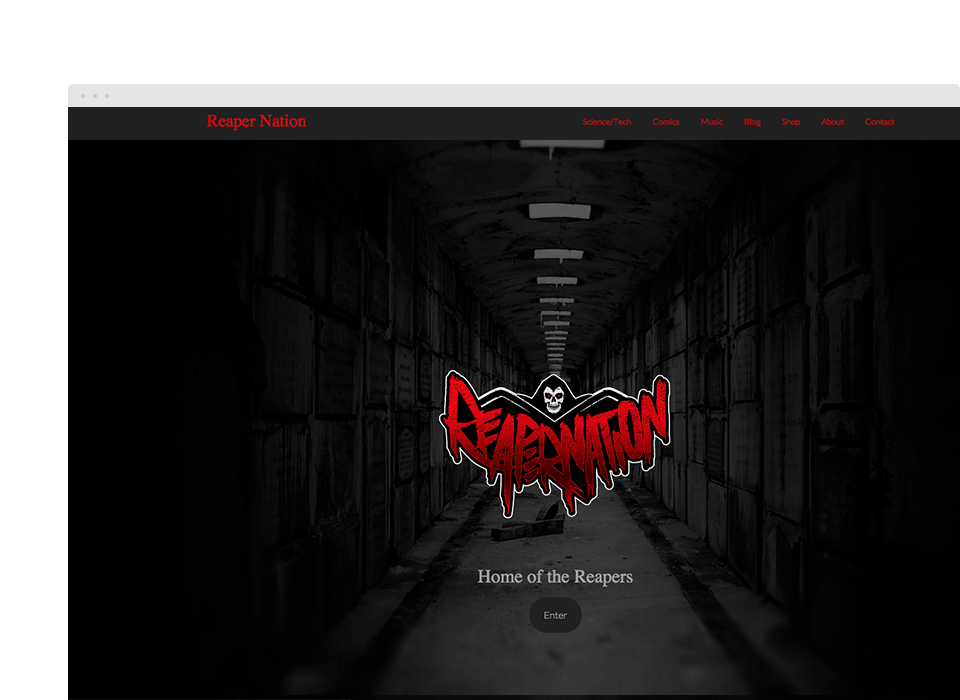 Reaper Nation
Science/Tech Comics Music Blog Shop About Contact
REAPERNATION
Home of the Reapers
Enter